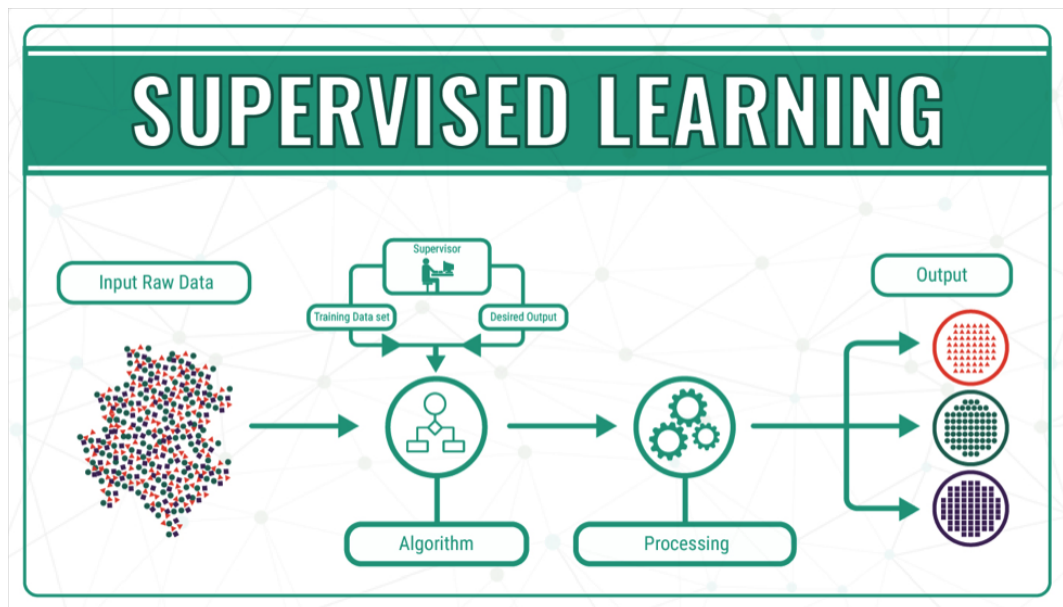 SUPERVISED LEARNING
Input Raw Data
Supervisor
Training Data set
Desired Output
Algorithm
Processing
Output